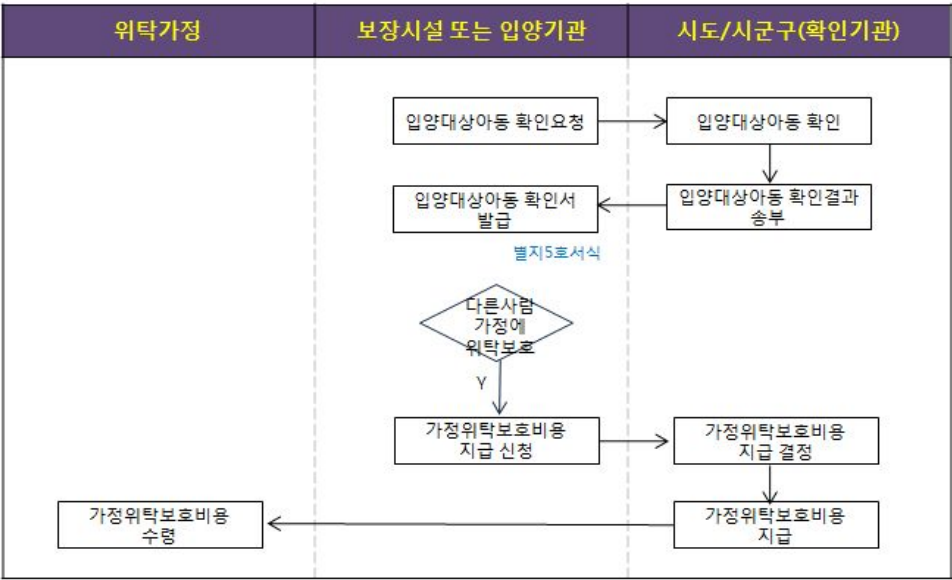 위탁가정
보장시설 또는 입양기관
시도/시군구(확인기관)
입양대상아동 확인요청
입양대상아동 확인
입양대상아동 확인서
발급
입양대상아동 확인결과
송부
별지5호서식
다른사람
가정에
위탁보호
Y
가정위탁보호비용
지급 신청
가정위탁보호비용
지급 결정
가정위탁보호비용
수령
가정위탁보호비용
지급